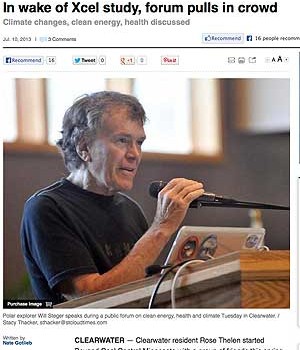 In wake of Xcel study, forum pulls in crowd
Climate changes, clean energy, health discussed
Jul. 10, 2013 | 3 Comments
Recommend 16 people recomm
Recommend 16 Tweet 0 +1 0 Pin it A A
Purchase Image
Polar explorer Will Steger speaks during a public forum on clean energy, health and climate Tuesday in Clearwater. /
Stacy Thacker, sthacker@stcloudtimes.com
Written by
Nate Gotlieb
CLEARWATER — Clearwater resident Rose Thelen started